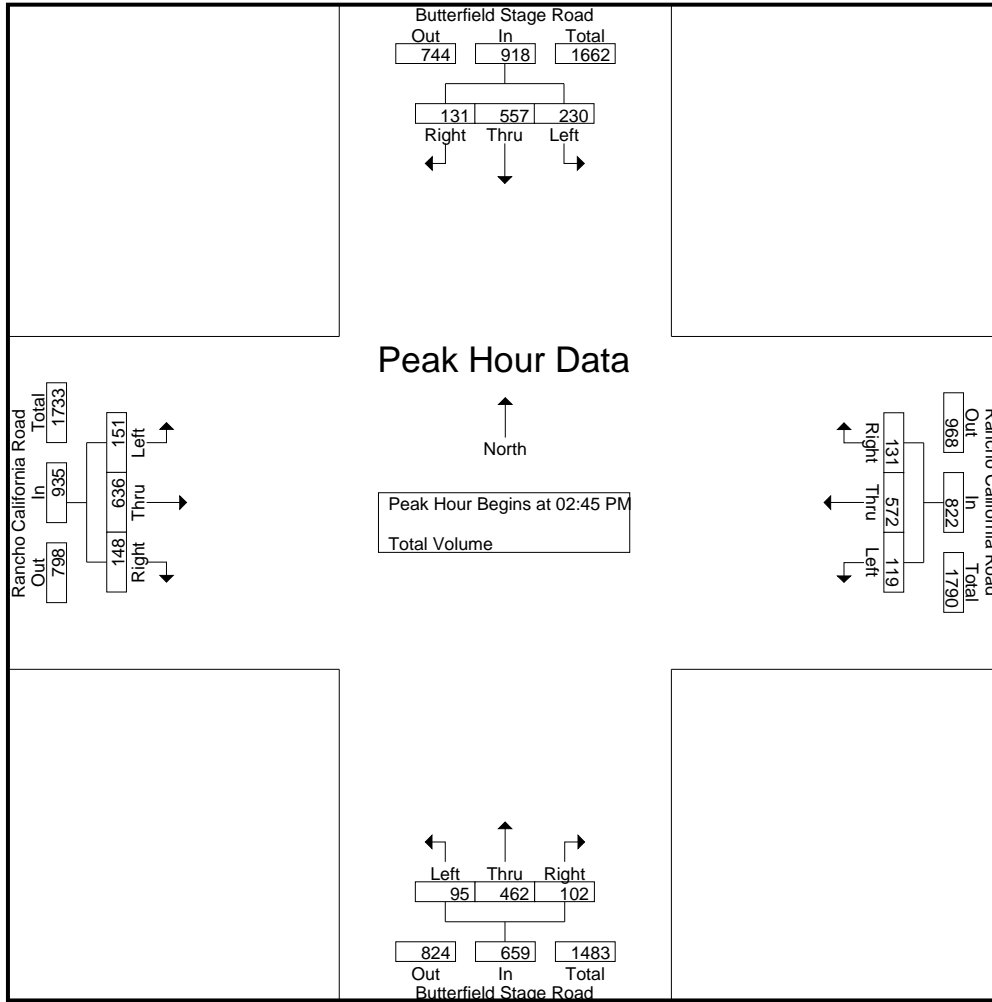 Butterfield Stage Road
Out In Total
744 918 1662
131 557 230
Right Thru Left
Peak Hour Data
North
Peak Hour Begins at 02:45 PM
Total Volume
Rancho California Road
Total In Out
1733 935 798
151 636 148
Left Thru Right
Rancho California Road
Out In Total
968 822 1790
131 572 119
Right Thru Left
Left Thru Right
95 462 102
824 659 1483
Out In Total
Butterfield Stage Road